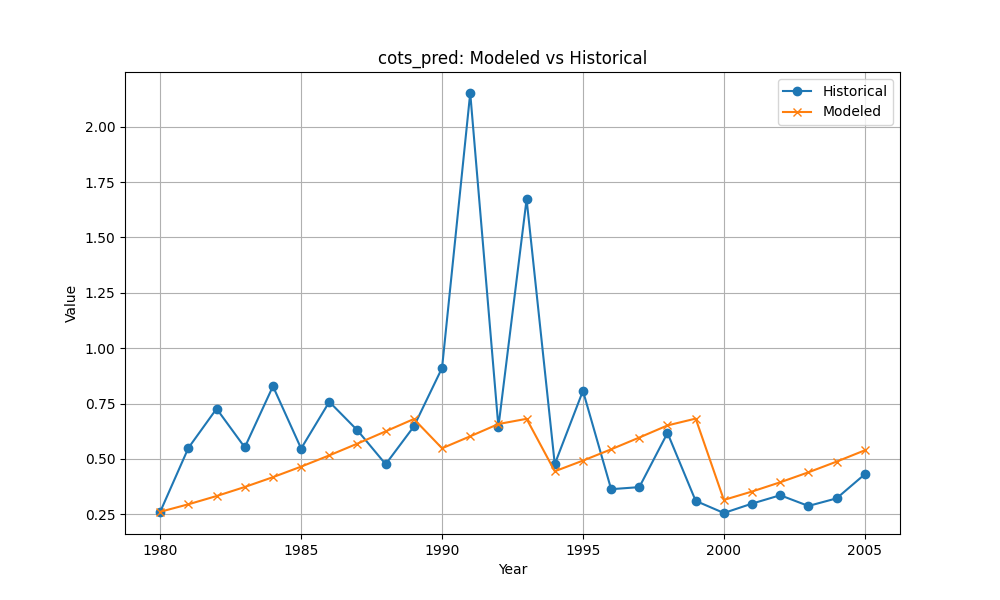 cots_pred: Modeled vs Historical
Historical
Modeled
Value
2.00
1.75
1.50
1.25
1.00
0.75
0.50
0.25
1980 1985 1990 1995 2000 2005
Year